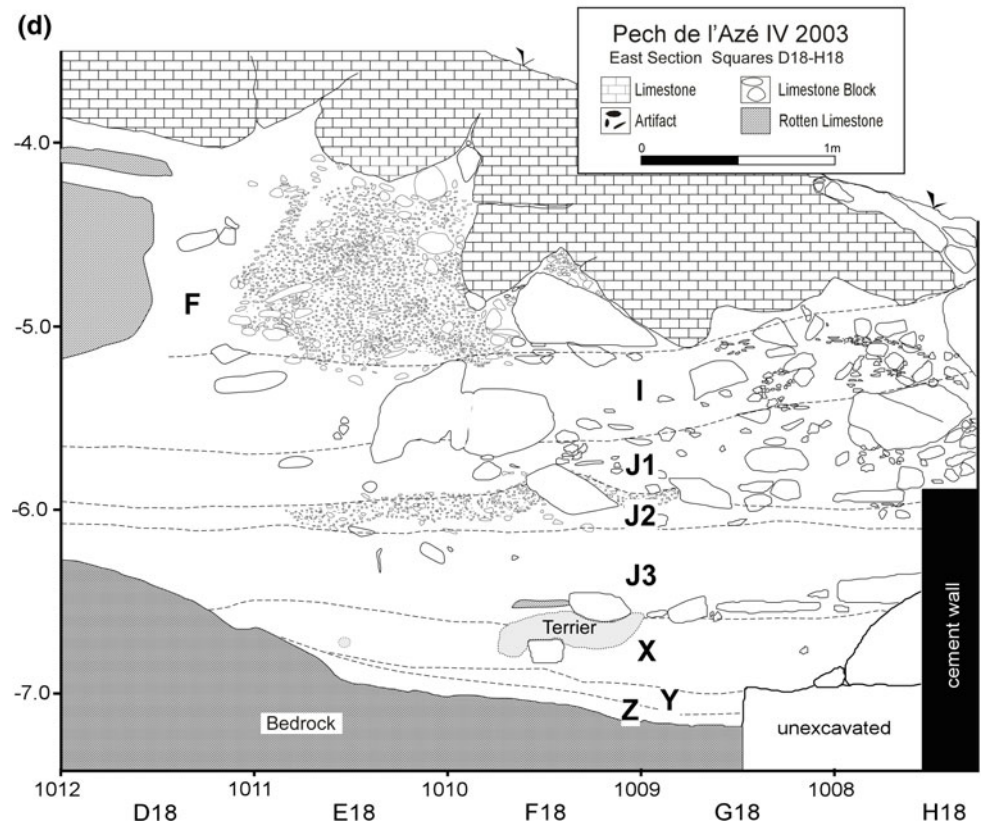 (d)
Pech de l'Azé IV 2003
East Section Squares D18-H18
Limestone
Limestone Block
Artifact
Rotten Limestone
0
1m
-4.0
F
-5.0
I
J1
-6.0
J2
J3
Terrier
X
-7.0
Y
Z
Bedrock
unexcavated
cement wall
1012
1011
1010
1009
1008
D18
E18
F18
G18
H18